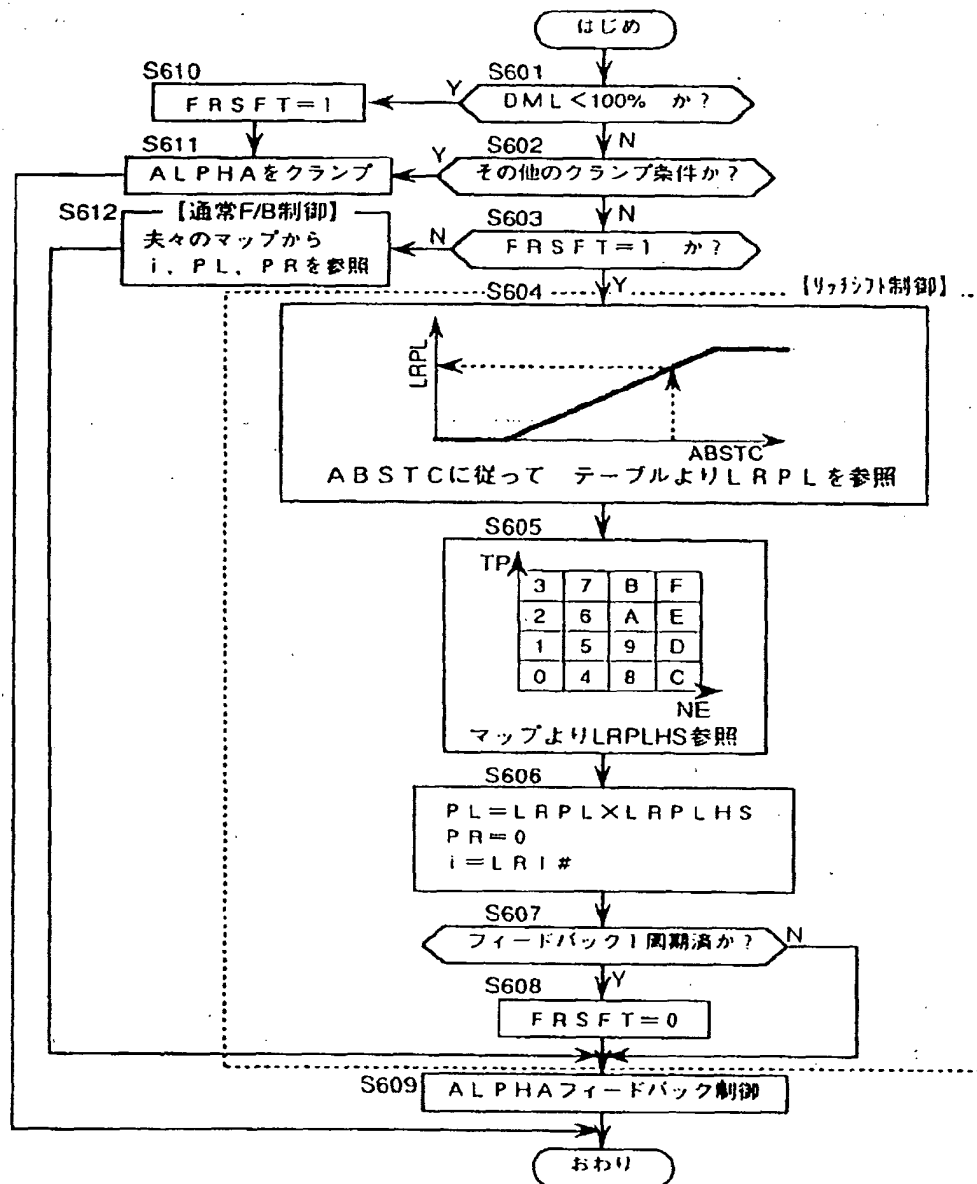 はじめ
S601
DML<100% か?
Y
N
S610
FRSFT=1
S602
その他のクランプ条件か?
Y
N
S611
ALPHAをクランプ
S603
FRSFT=1 か?
N
Y
S612
【通常F/B制御】
夫々のマップから
i、PL、PRを参照
【リッチシフト制御】
S604
LRPL
ABSTC
ABSTCに従って テーブルよりLRPLを参照
S605
TP
3 7 B F
2 6 A E
1 5 9 D
0 4 8 C
NE
マップよりLRPLHS参照
S606
PL=LRPL×LRPLHS
PR=0
i=LRI#
S607
フィードバック1周期済か?
N
Y
S608
FRSFT=0
S609
ALPHAフィードバック制御
おわり